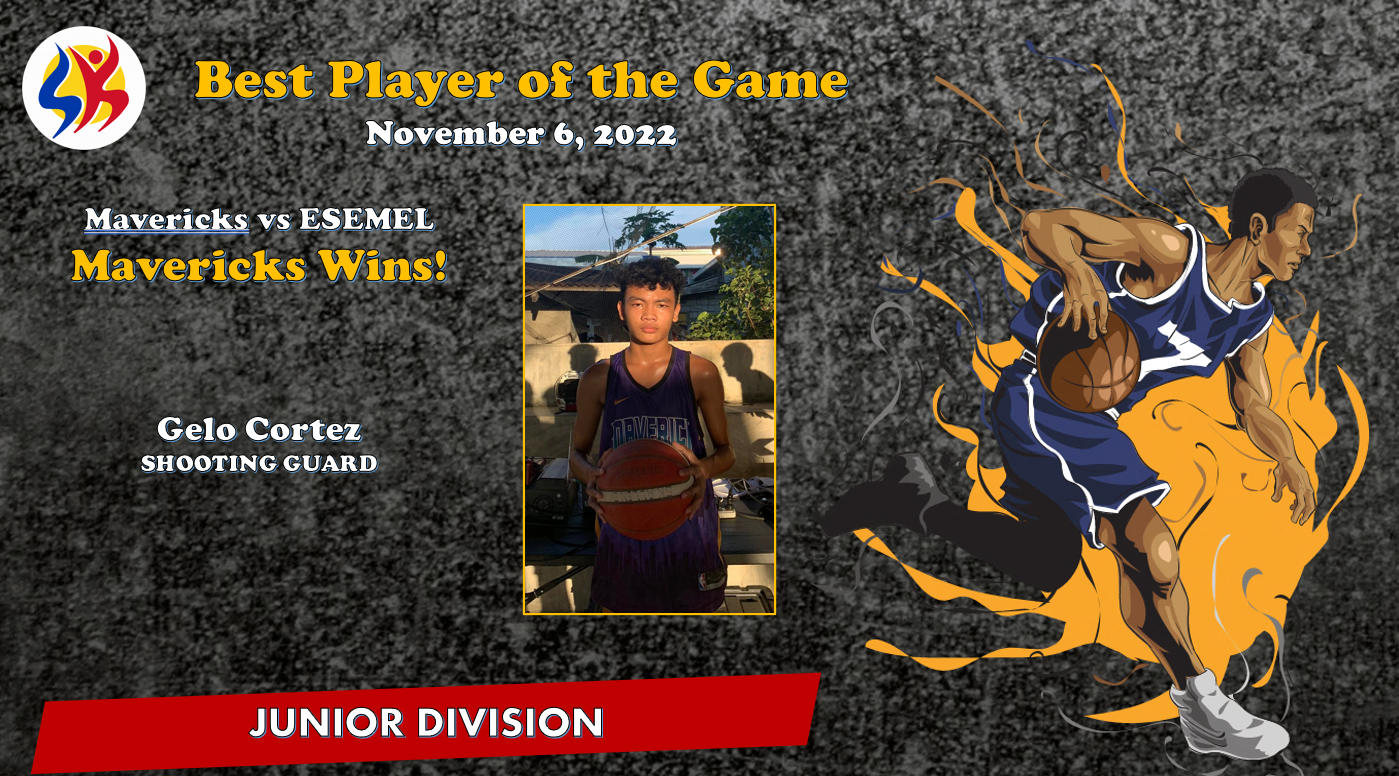 Best Player of the Game
November 6, 2022
Mavericks vs ESEMEL
Mavericks Wins!
Gelo Cortez
SHOOTING GUARD
MAVERIC
JUNIOR DIVISION